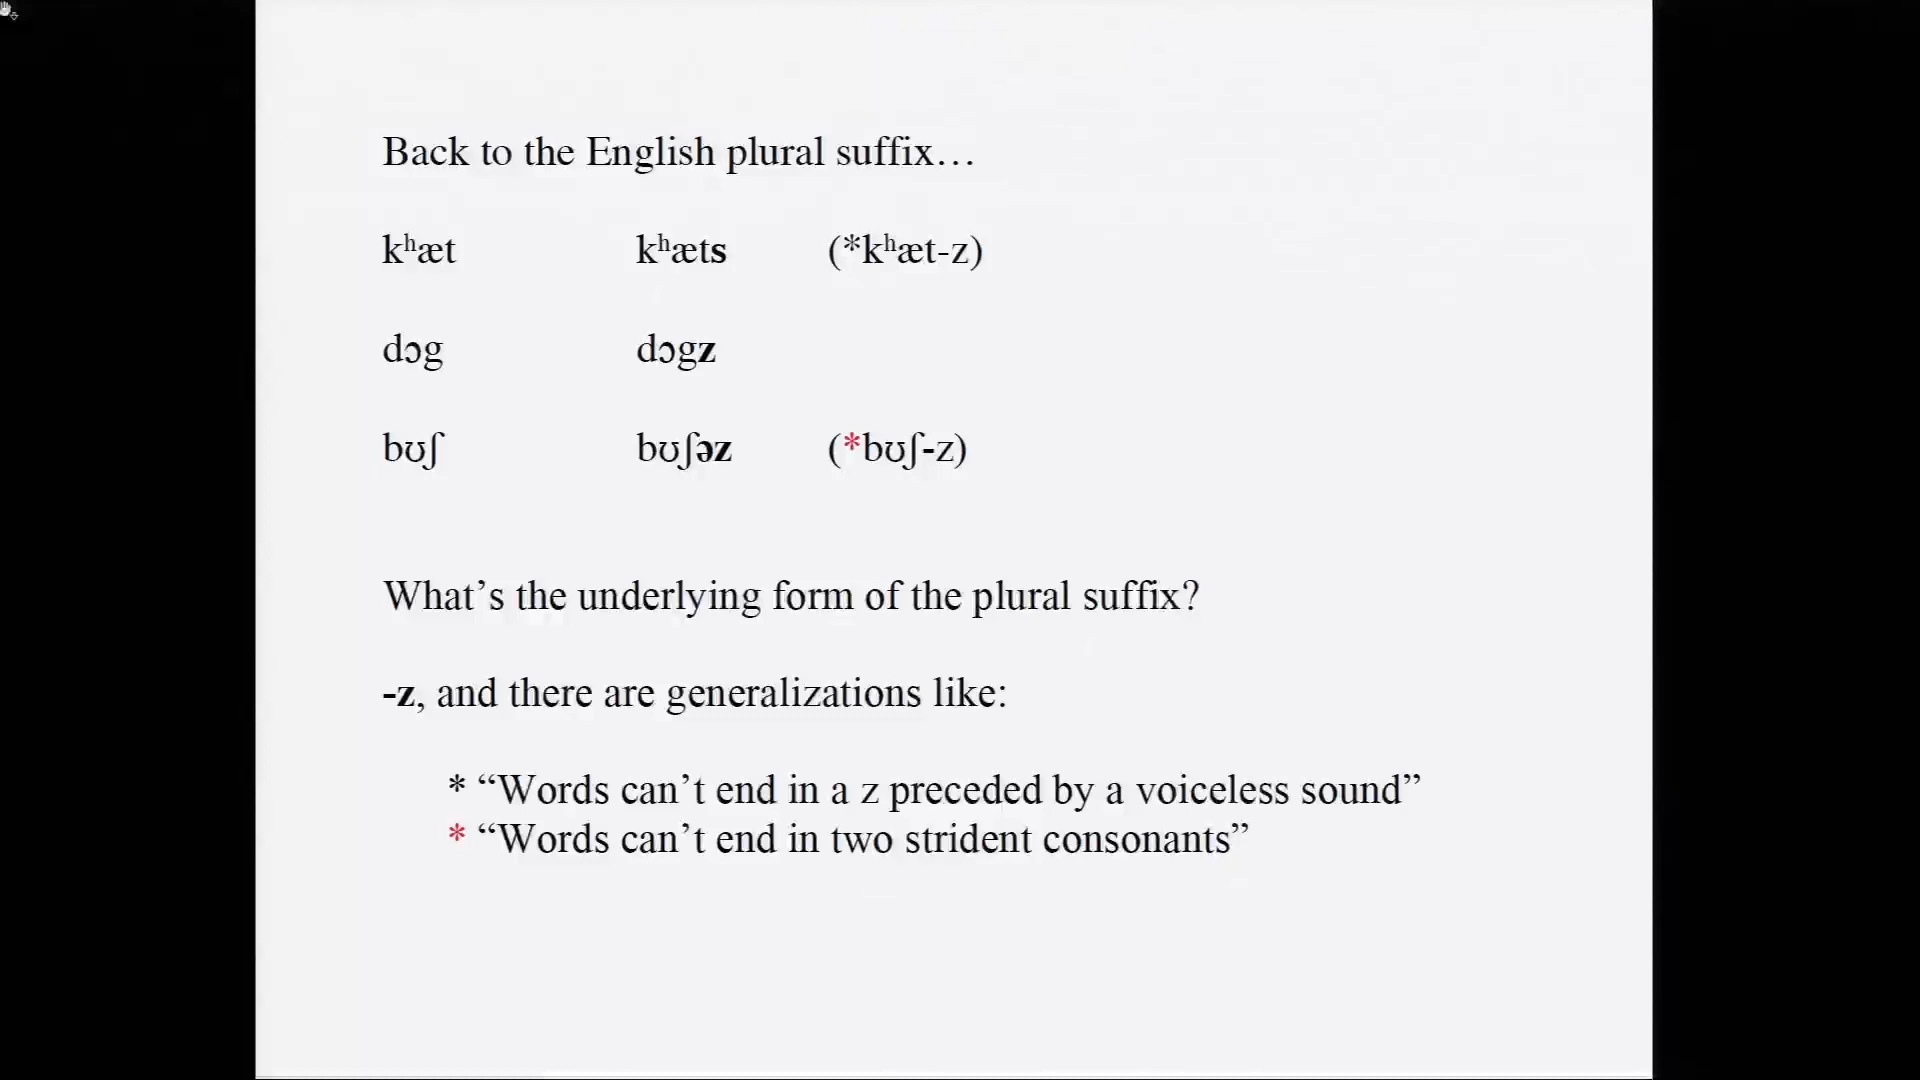 Back to the English plural suffix…
kʰæt kʰæts (*kʰæt-z)
dɔg dɔgz
bʊʃ bʊʃəz (*bʊʃ-z)
What’s the underlying form of the plural suffix?
-z, and there are generalizations like:
* “Words can’t end in a z preceded by a voiceless sound”
* “Words can’t end in two strident consonants”